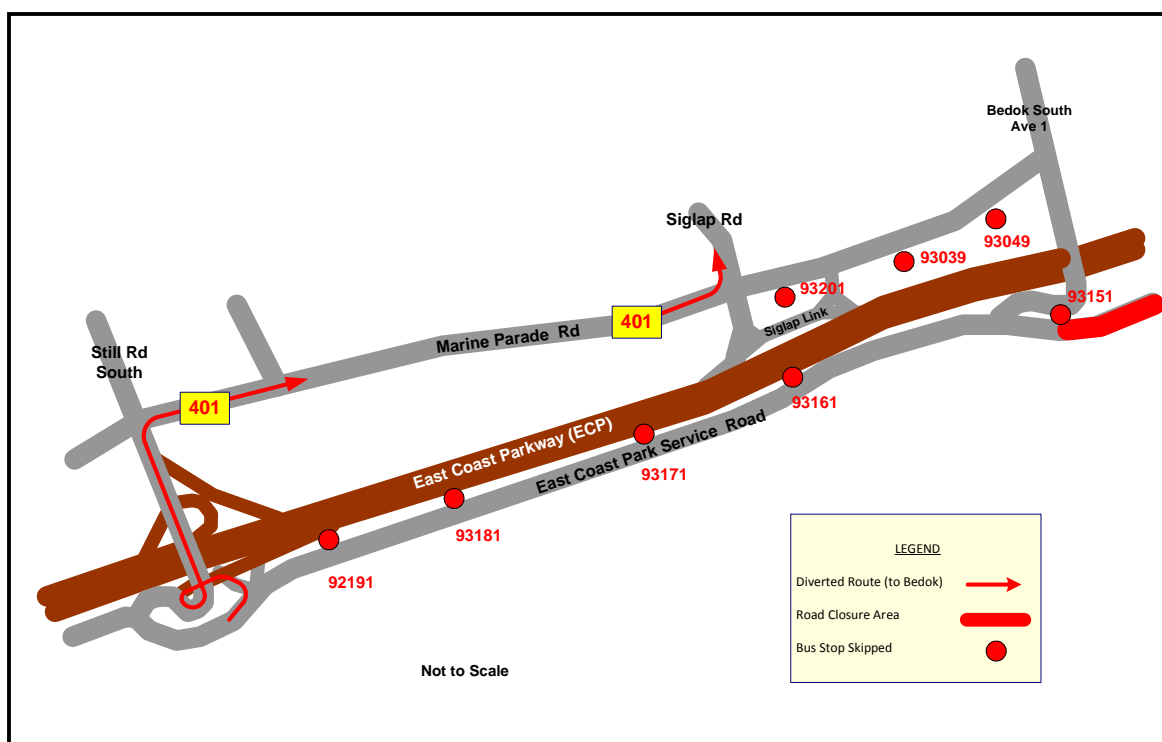 Bedok South
Ave 1
Siglap Rd
93049
93039
93201
93151
Siglap Link
401
Marine Parade Rd
Still Rd
South
401
93161
East Coast Parkway (ECP)
East Coast Park Service Road
93171
93181
92191
LEGEND
Diverted Route (to Bedok)
Road Closure Area
Bus Stop Skipped
Not to Scale